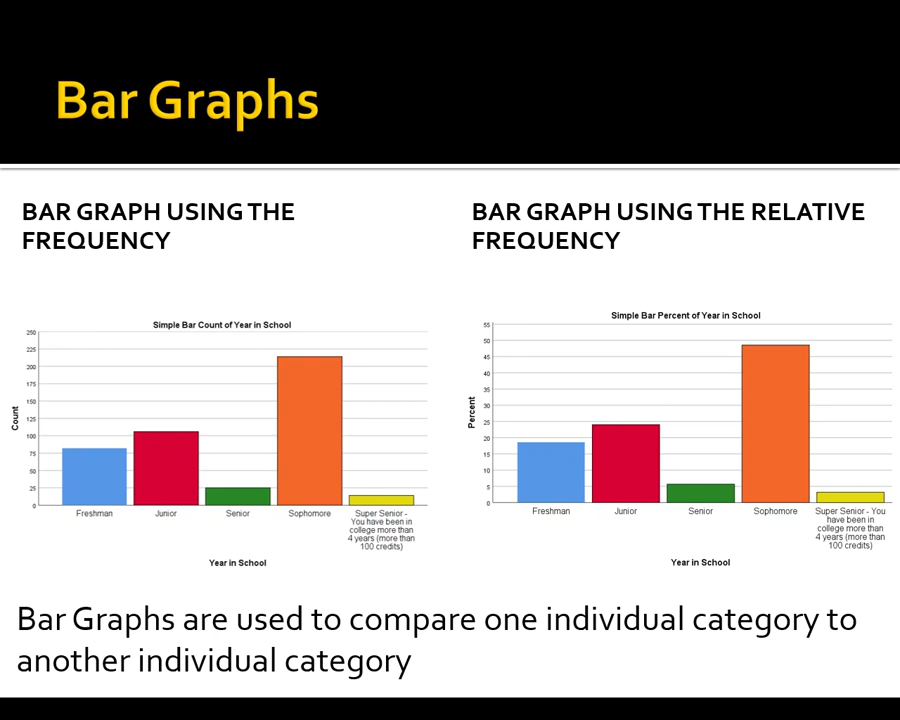 Bar Graphs
BAR GRAPH USING THE
FREQUENCY
Simple Bar Count of Year in School
Count
250
225
200
175
150
125
100
75
50
25
0
Freshman
Junior
Senior
Sophomore
Super Senior -
You have been in
college more than
4 years (more than
100 credits)
Year in School
BAR GRAPH USING THE RELATIVE
FREQUENCY
Simple Bar Percent of Year in School
Percent
55
50
45
40
35
30
25
20
15
10
5
0
Freshman
Junior
Senior
Sophomore
Super Senior - You
have been in
college more than
4 years (more than
100 credits)
Year in School
Bar Graphs are used to compare one individual category to
another individual category